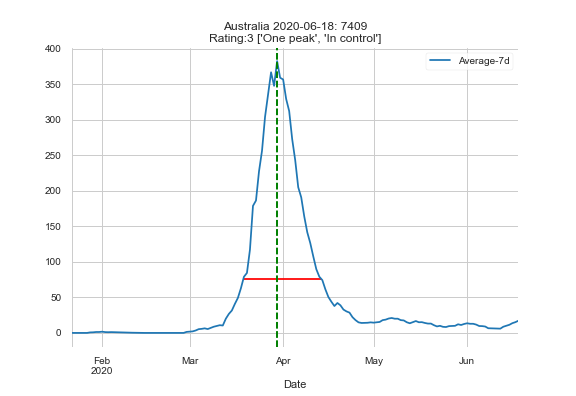 Australia 2020-06-18: 7409
Rating:3 ['One peak', 'In control']
Average-7d
400
350
300
250
200
150
100
50
0
Feb
2020
Mar
Apr
May
Jun
Date